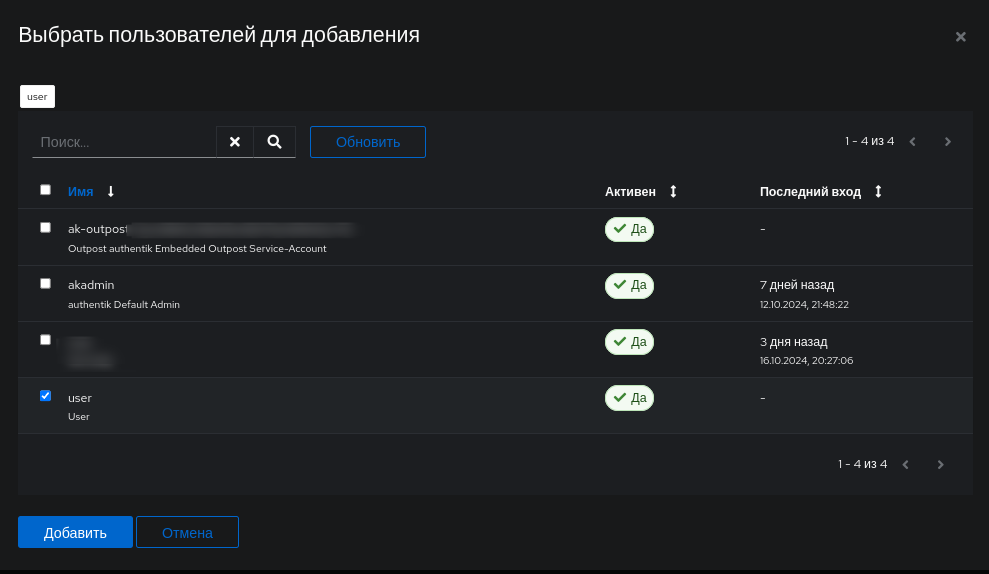 Выбрать пользователей для добавления
user
Поиск...
Обновить
1 - 4 из 4
Имя Активен Последний вход
ak-outpost Да -
Outpost authentik Embedded Outpost Service-Account
akadmin Да 7 дней назад
authentik Default Admin 12.10.2024, 21:48:22
Да 3 дня назад
16.10.2024, 20:27:06
user Да -
User
1 - 4 из 4
Добавить Отмена